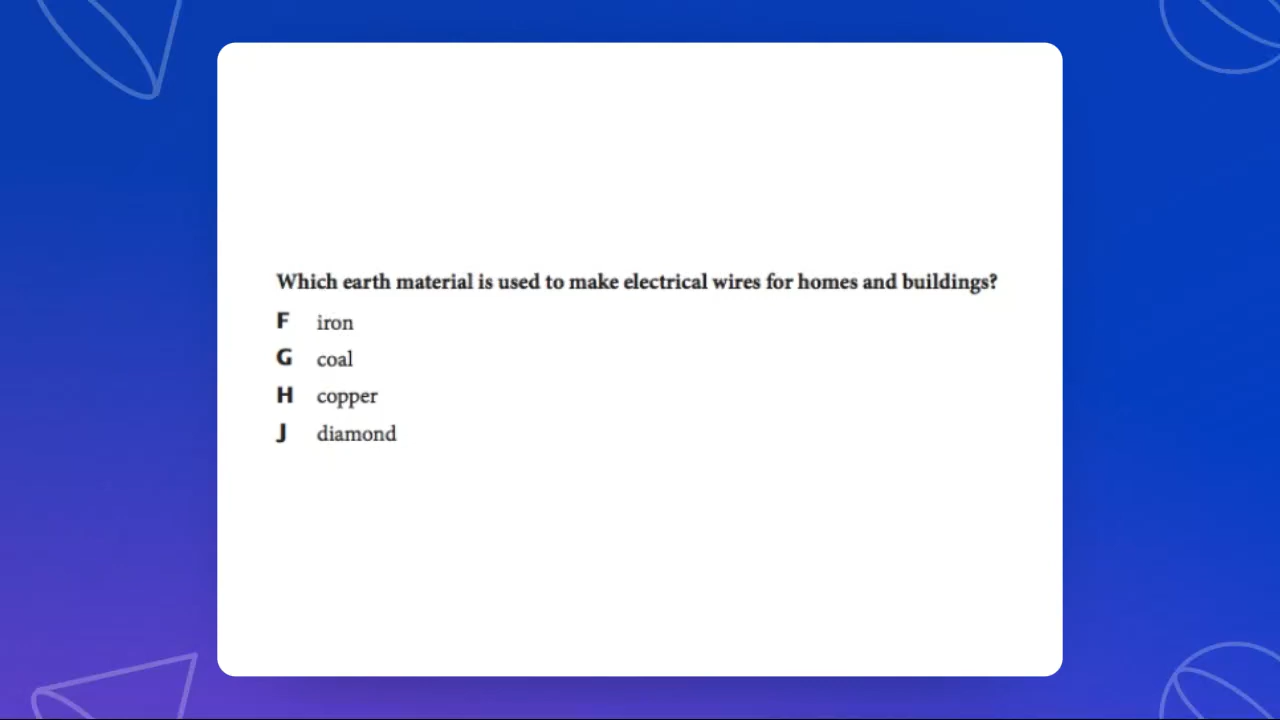 Which earth material is used to make electrical wires for homes and buildings?
F iron
G coal
H copper
J diamond